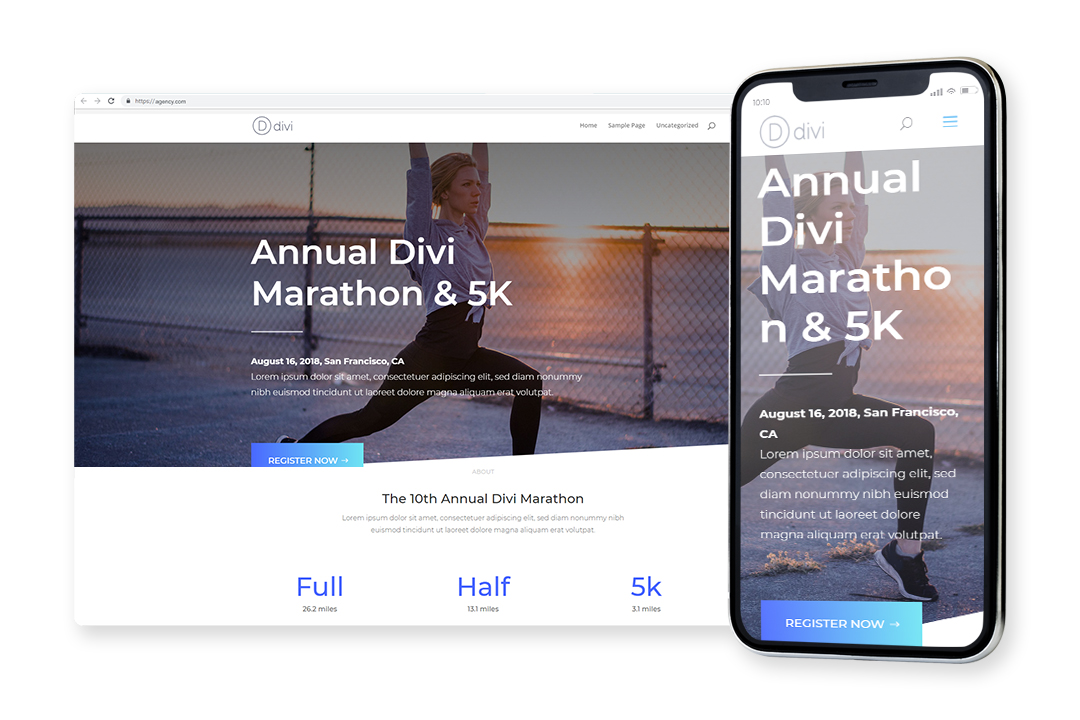 https://agency.com
D divi
Home Sample Page Uncategorized
Annual Divi
Marathon & 5K
August 16, 2018, San Francisco, CA
Lorem ipsum dolor sit amet, consectetuer adipiscing elit, sed diam nonummy
nibh euismod tincidunt ut laoreet dolore magna aliquam erat volutpat.
REGISTER NOW →
ABOUT
The 10th Annual Divi Marathon
Lorem ipsum dolor sit amet, consectetuer adipiscing elit, sed diam nonummy nibh
euismod tincidunt ut laoreet dolore magna aliquam erat volutpat.
Full Half 5k
26.2 miles 13.1 miles 3.1 miles
10:10
D divi
Annual
Divi
Maratho
n & 5K
August 16, 2018, San Francisco,
CA
Lorem ipsum dolor sit amet,
consectetuer adipiscing elit, sed
diam nonummy nibh euismod
tincidunt ut laoreet dolore
magna aliquam erat volutpat.
REGISTER NOW →